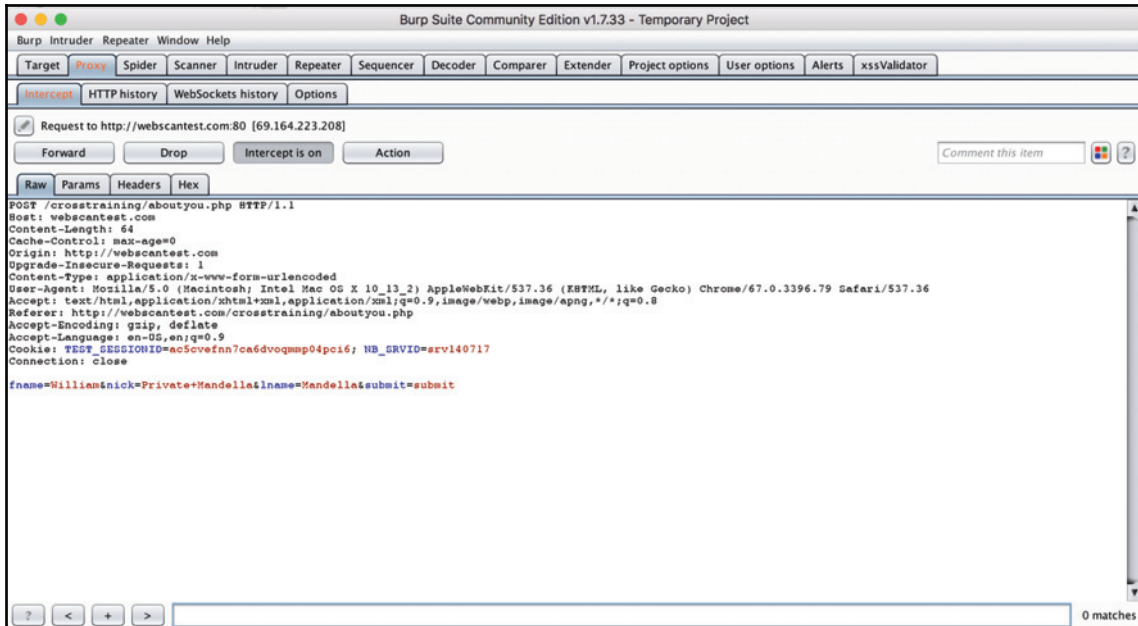 Burp Suite Community Edition v1.7.33 - Temporary Project
Burp Intruder Repeater Window Help
Target Proxy Spider Scanner Intruder Repeater Sequencer Decoder Comparer Extender Project options User options Alerts xssValidator
Intercept HTTP history WebSockets history Options
Request to http://webscantest.com:80 [69.164.223.208]
Forward Drop Intercept is on Action Comment this item ?
Raw Params Headers Hex
POST /crosstraining/aboutyou.php HTTP/1.1
Host: webscantest.com
Content-Length: 64
Cache-Control: max-age=0
Origin: http://webscantest.com
Upgrade-Insecure-Requests: 1
Content-Type: application/x-www-form-urlencoded
User-Agent: Mozilla/5.0 (Macintosh; Intel Mac OS X 10_13_2) AppleWebKit/537.36 (KHTML, like Gecko) Chrome/67.0.3396.79 Safari/537.36
Accept: text/html,application/xhtml+xml,application/xml;q=0.9,image/webp,image/apng,*/*;q=0.8
Referer: http://webscantest.com/crosstraining/aboutyou.php
Accept-Encoding: gzip, deflate
Accept-Language: en-US,en;q=0.9
Cookie: TEST_SESSIONID=ac5cvefnn7ca6dvoqmmp04pci6; NB_SRVID=srv140717
Connection: close
fname=William&nick=Private+Mandella&lname=Mandella&submit=submit
? < + > 0 matches